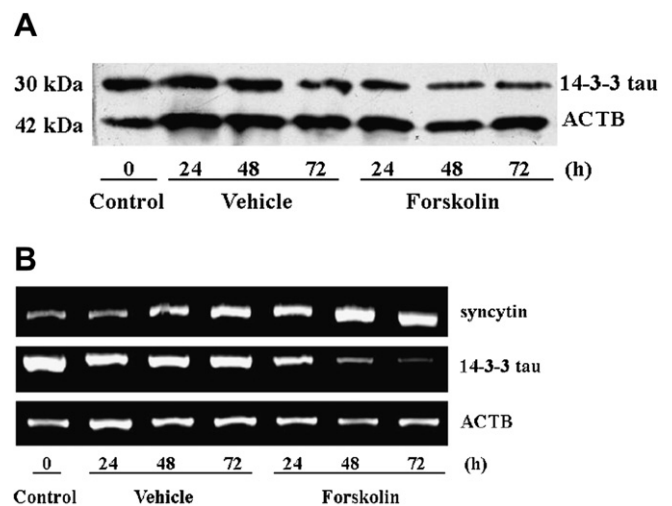 A
30 kDa 14-3-3 tau
42 kDa ACTB
0 24 48 72 24 48 72 (h)
Control Vehicle Forskolin
B
syncytin
14-3-3 tau
ACTB
0 24 48 72 24 48 72 (h)
Control Vehicle Forskolin